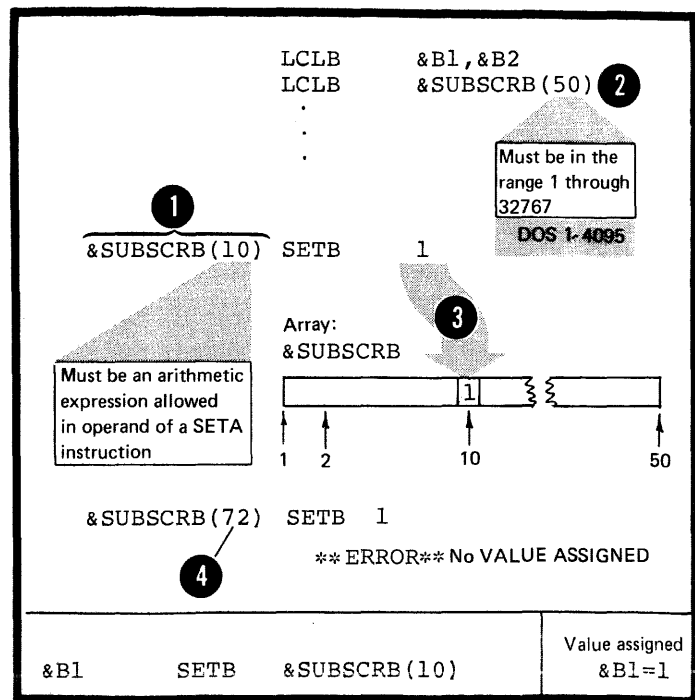 LCLB &B1,&B2
LCLB &SUBSCRB(50) 2
.
.
.
Must be in the
range 1 through
32767
DOS 1-4095
1
&SUBSCRB(10) SETB 1
3
Array:
&SUBSCRB
Must be an arithmetic
expression allowed
in operand of a SETA
instruction
1
1 2 10 50
&SUBSCRB(72) SETB 1
4
** ERROR** No VALUE ASSIGNED
Value assigned
&B1 SETB &SUBSCRB(10) &B1=1